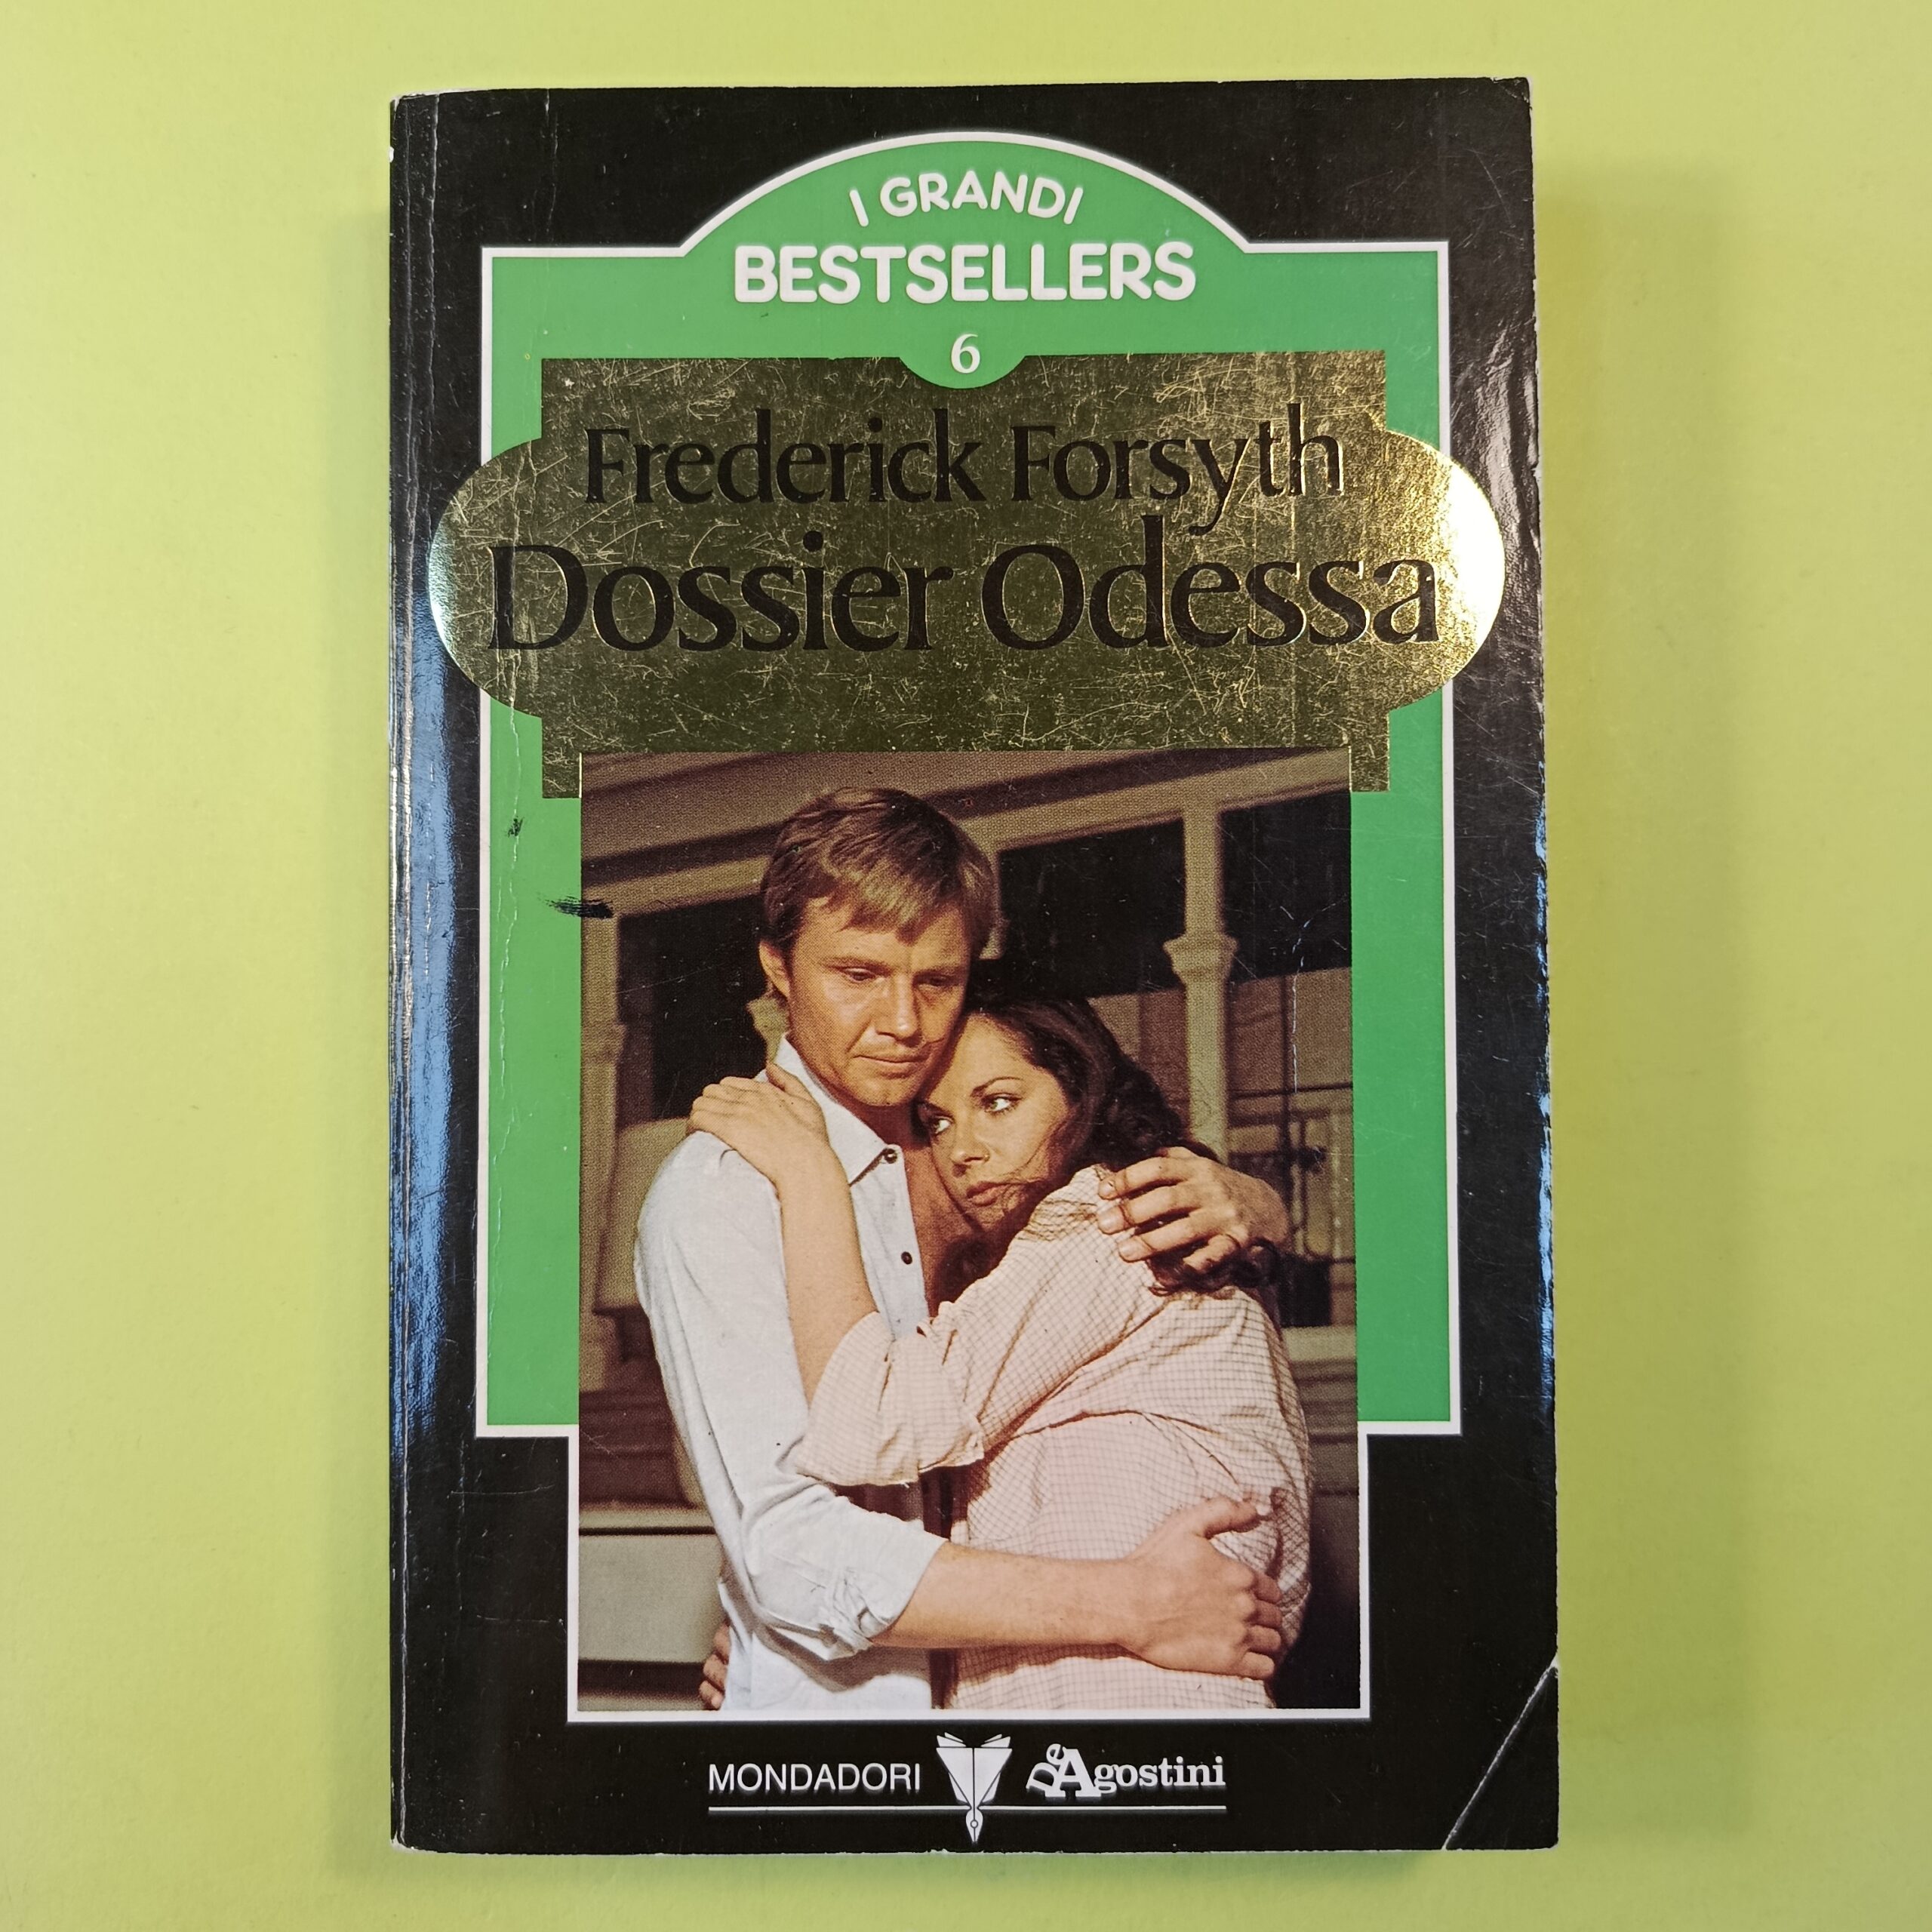 I GRANDI
BESTSELLERS
6
Frederick Forsyth
Dossier Odessa
MONDADORI DeAgostini